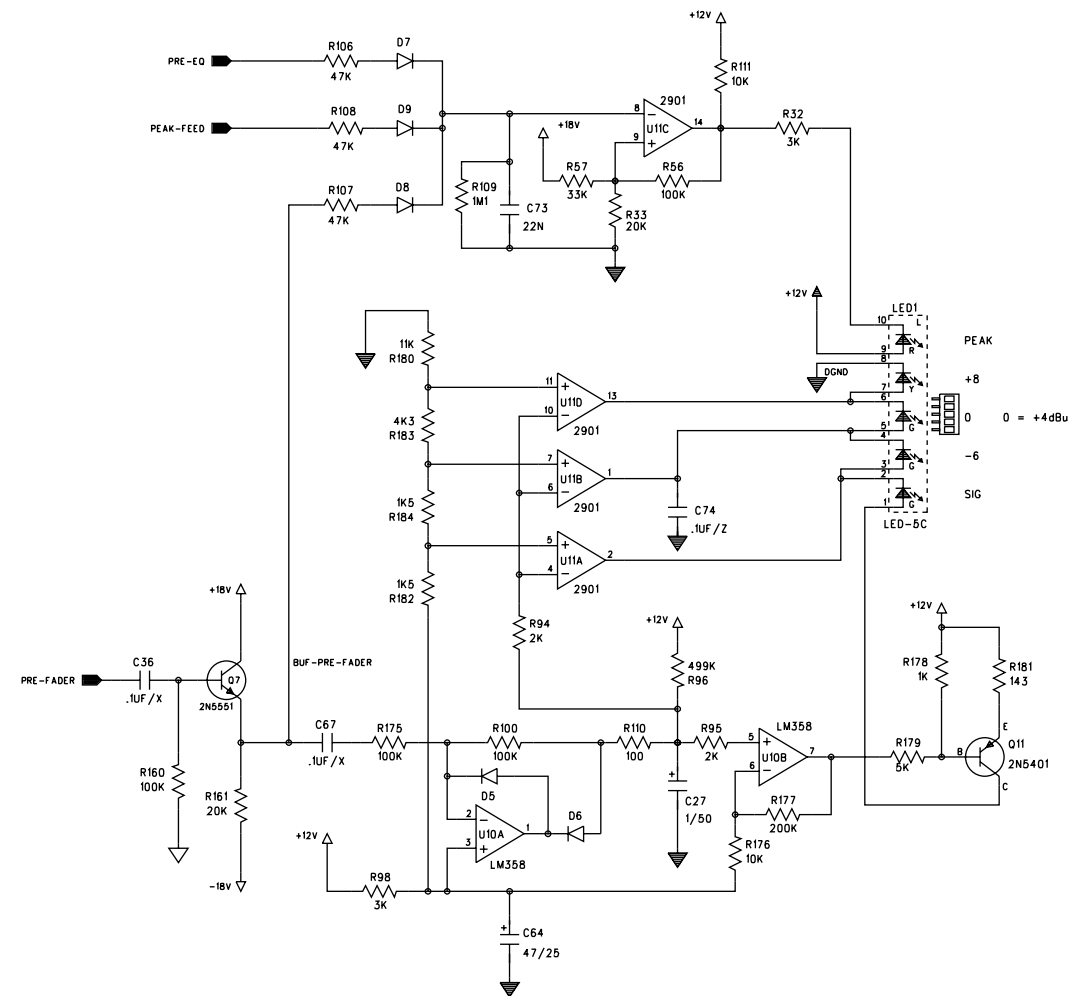 +12V
R106
D7
PRE-EQ
47K
R111
10K
2901
R108
D9
8
14
R32
PEAK-FEED
+18V
9
U11C
47K
3K
R57
R56
R107
D8
R109
1M1
33K
100K
C73
R33
20K
47K
22N
+12V
LED1
10
L
11K
R180
9
R
PEAK
8
DGND
11
13
7
Y
+8
U11D
6
4K3
10
R183
2901
G
0
0 = +4dBu
5
4
7
1
G
-6
U11B
3
6
2
1K5
R184
2901
C74
.1UF/Z
1
G
SIG
LED-5C
5
2
U11A
4
1K5
R182
2901
+18V
+12V
R94
2K
+12V
C36
BUF-PRE-FADER
499K
R96
R178
1K
R181
143
PRE-FADER
Q7
.1UF/X
2N5551
C67
R175
R100
R110
R95
LM358
E
5
7
R179
B
Q11
.1UF/X
100K
100K
100
2K
U10B
2N5401
R160
100K
6
5K
D5
C27
1/50
C
R161
20K
2
D6
R177
U10A
1
200K
+12V
3
R176
10K
LM358
-18V
R98
3K
C64
47/25